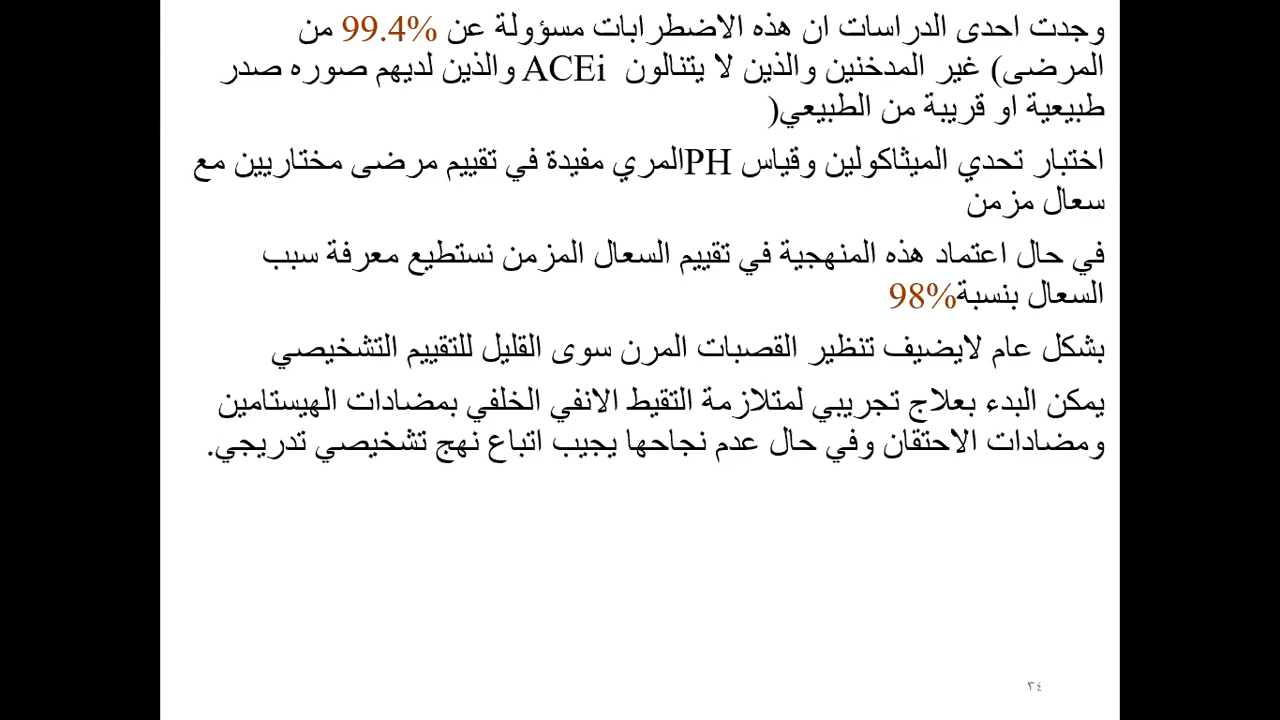 وجدت احدى الدراسات ان هذه الاضطرابات مسؤولة عن 99.4% من
المرضى) غير المدخنين والذين لا يتنالون ACEi والذين لديهم صوره صدر
طبيعية او قريبة من الطبيعي(
اختبار تحدي الميثاكولين وقياس PHالمري مفيدة في تقييم مرضى مختاريين مع
سعال مزمن
في حال اعتماد هذه المنهجية في تقييم السعال المزمن نستطيع معرفة سبب
السعال بنسبة98%
بشكل عام لايضيف تنظير القصبات المرن سوى القليل للتقييم التشخيصي
يمكن البدء بعلاج تجريبي لمتلازمة التقيط الانفي الخلفي بمضادات الهيستامين
ومضادات الاحتقان وفي حال عدم نجاحها يجيب اتباع نهج تشخيصي تدريجي.
٣٤